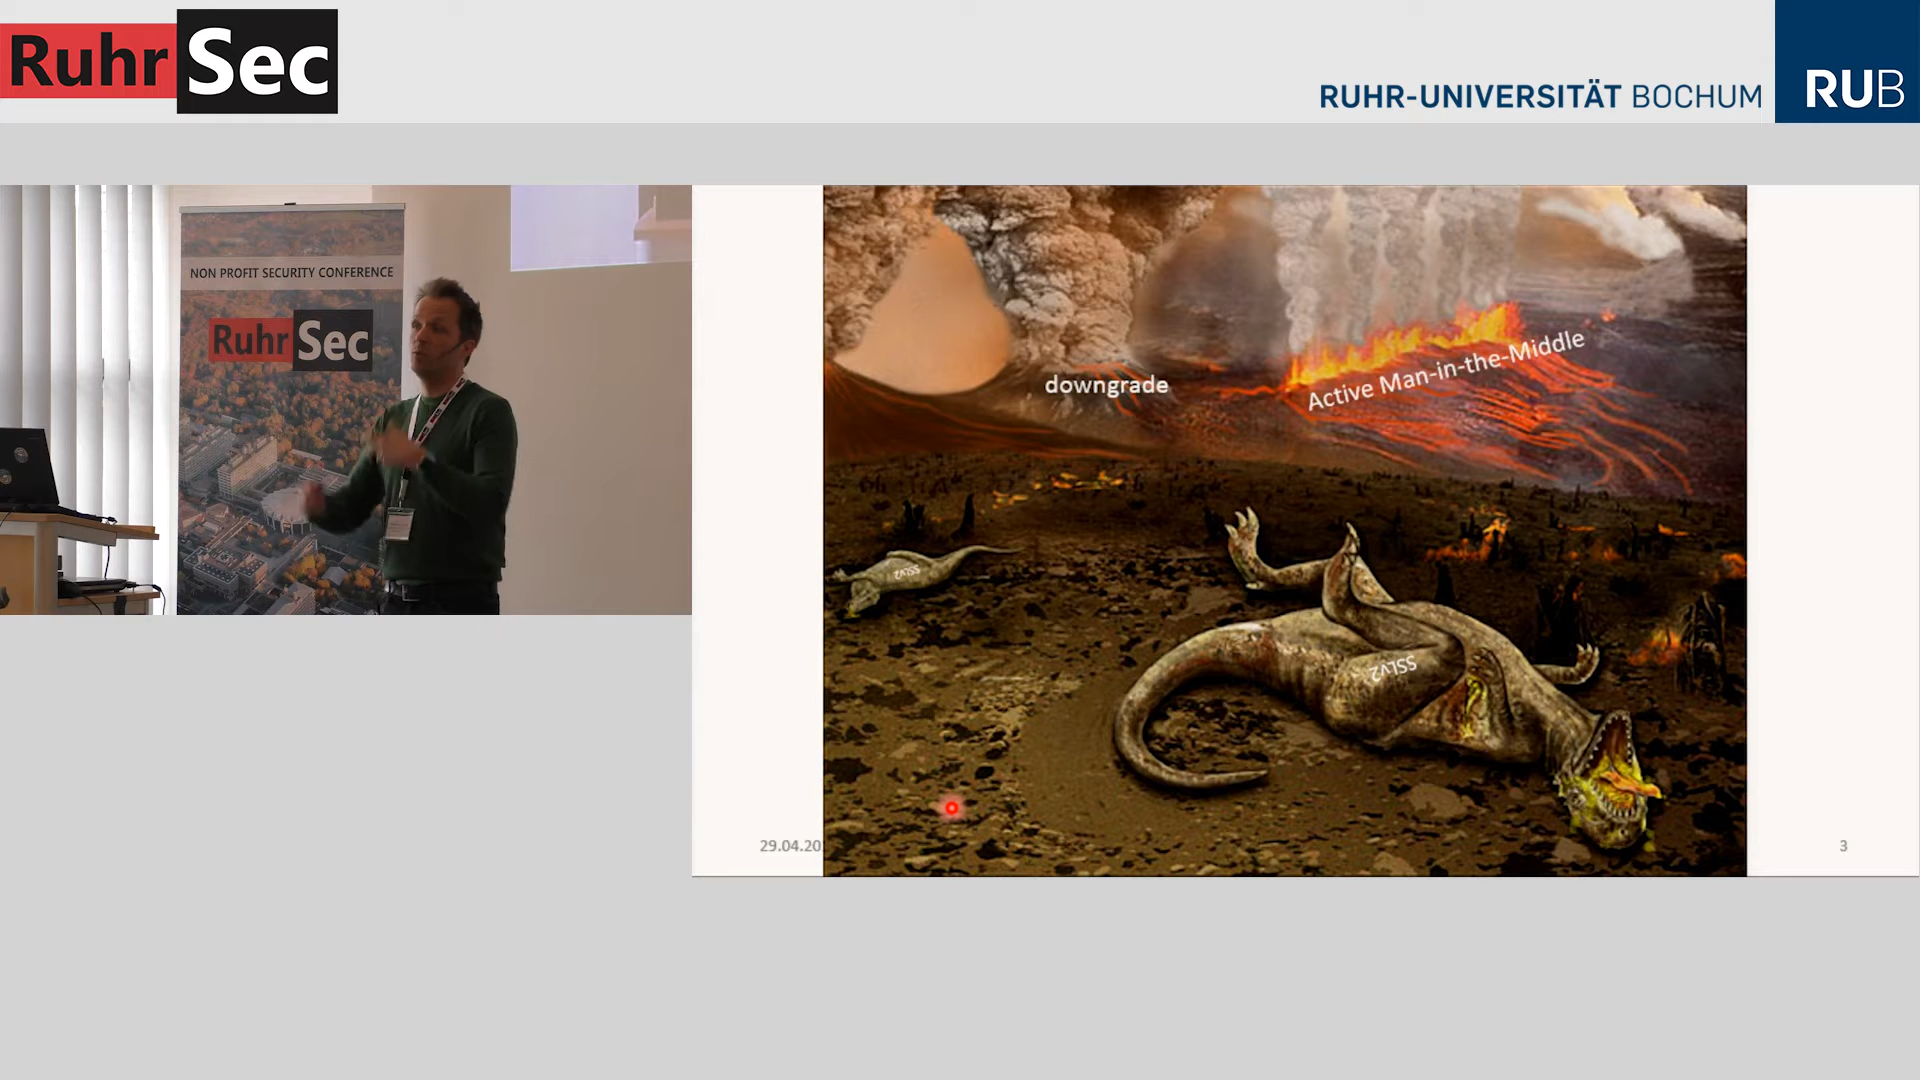 RuhrSec
RUHR-UNIVERSITÄT BOCHUM
RUB
NON PROFIT SECURITY CONFERENCE
RuhrSec
downgrade
Active Man-in-the-Middle
SSLv2
SSLv2
29.04.20
3